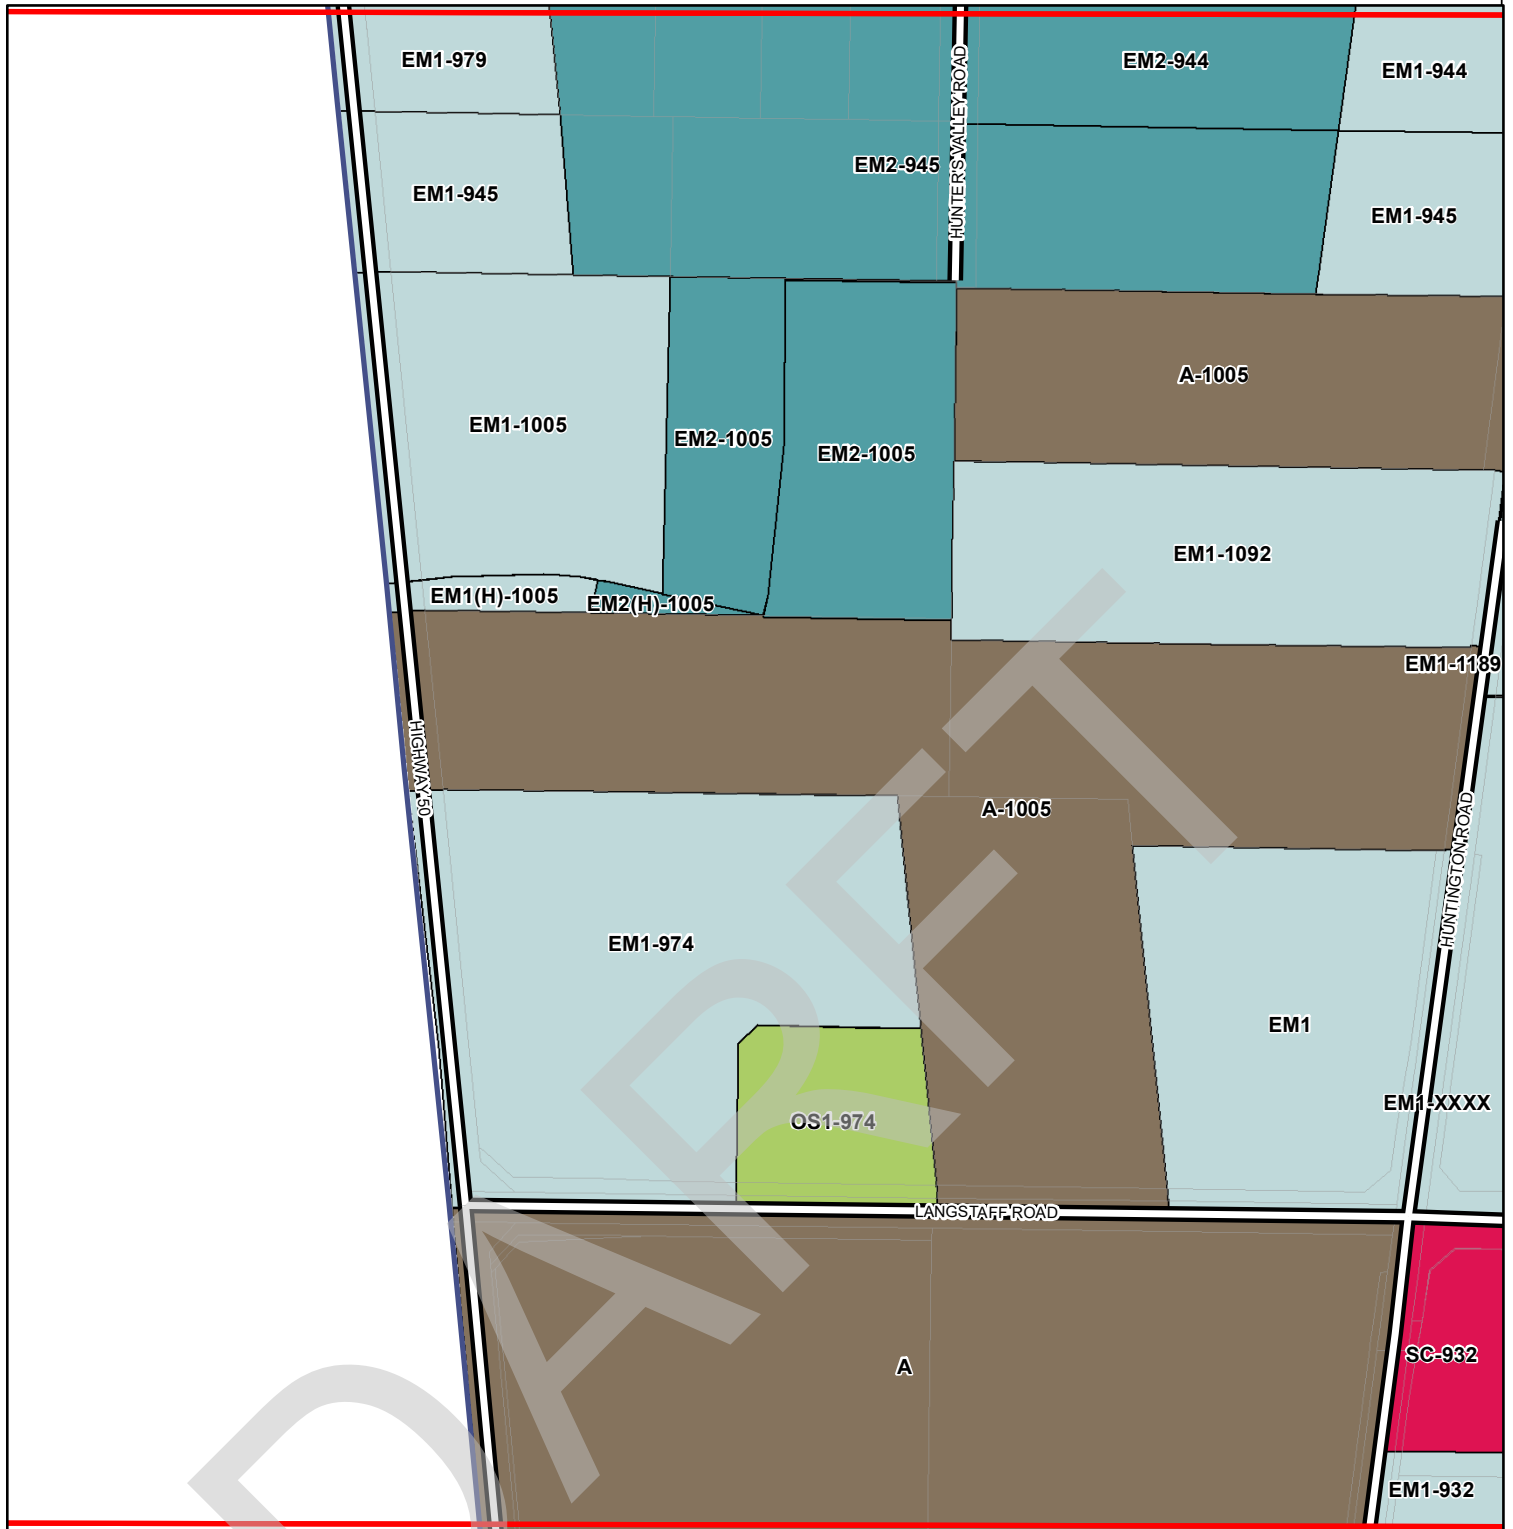 EM1-979
EM2-944
EM1-944
HUNTER'S VALLEY ROAD
EM2-945
EM1-945
EM1-945
A-1005
EM1-1005
EM2-1005
EM2-1005
EM1-1092
EM1(H)-1005
EM2(H)-1005
EM1-1189
HIGHWAY 50
A-1005
HUNTINGTON ROAD
EM1-974
EM1
EM1-XXXX
OS1-974
LANGSTAFF ROAD
SC-932
A
EM1-932
DRAFT